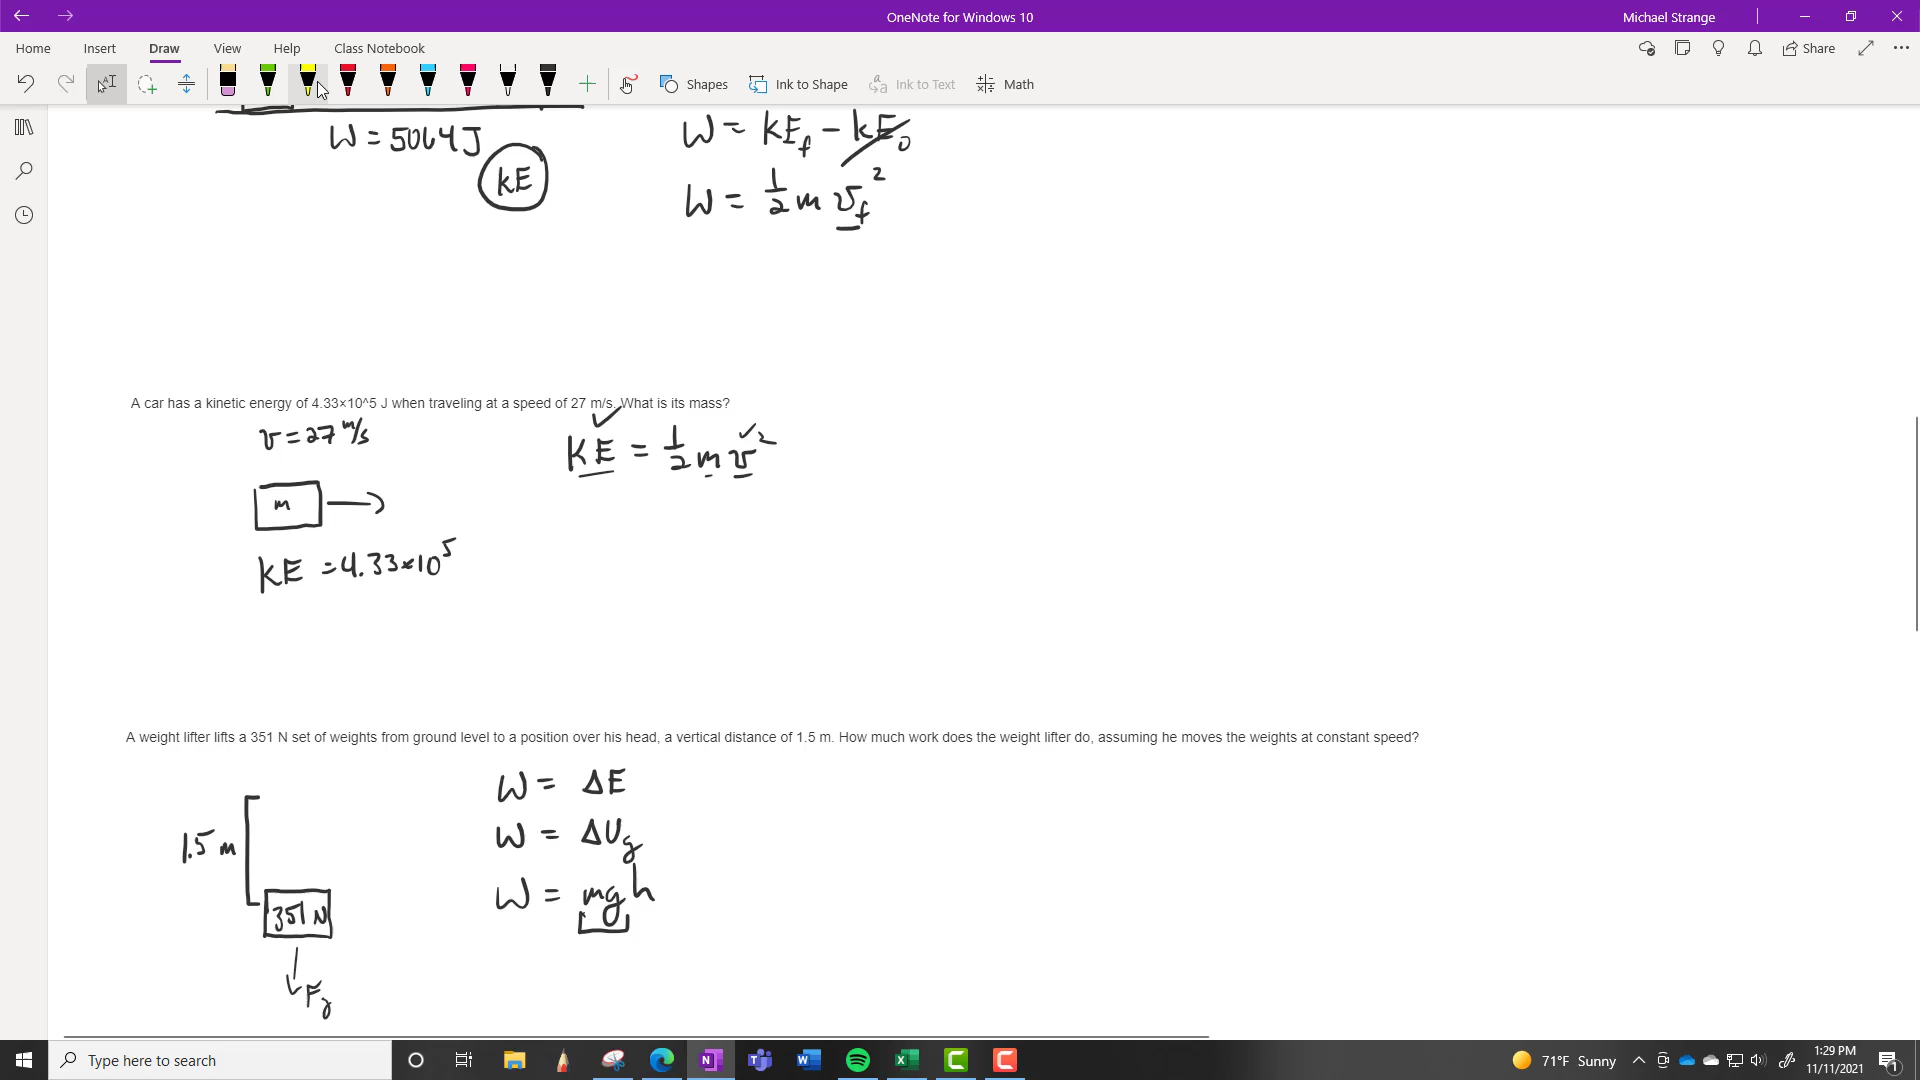 OneNote for Windows 10
Michael Strange
Home Insert Draw View Help Class Notebook
Share
Shapes Ink to Shape Ink to Text Math
W = 5064 J
KE
W = KEf - KE0
W = 1/2 m vf²
A car has a kinetic energy of 4.33×10^5 J when traveling at a speed of 27 m/s. What is its mass?
v = 27 m/s
KE = 1/2 m v²
m
KE = 4.33×10⁵
A weight lifter lifts a 351 N set of weights from ground level to a position over his head, a vertical distance of 1.5 m. How much work does the weight lifter do, assuming he moves the weights at constant speed?
W = ΔE
1.5 m
W = ΔUg
W = mgh
351 N
Fg
Type here to search
71°F Sunny
1:29 PM
11/11/2021